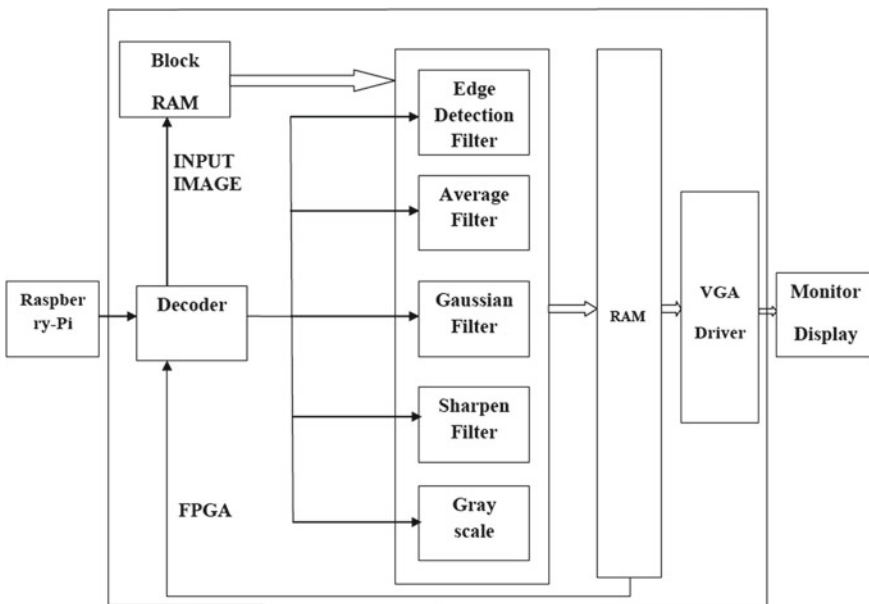 Block
RAM
INPUT
IMAGE
Raspber
ry-Pi
Decoder
FPGA
Edge
Detection
Filter
Average
Filter
Gaussian
Filter
Sharpen
Filter
Gray
scale
RAM
VGA
Driver
Monitor
Display